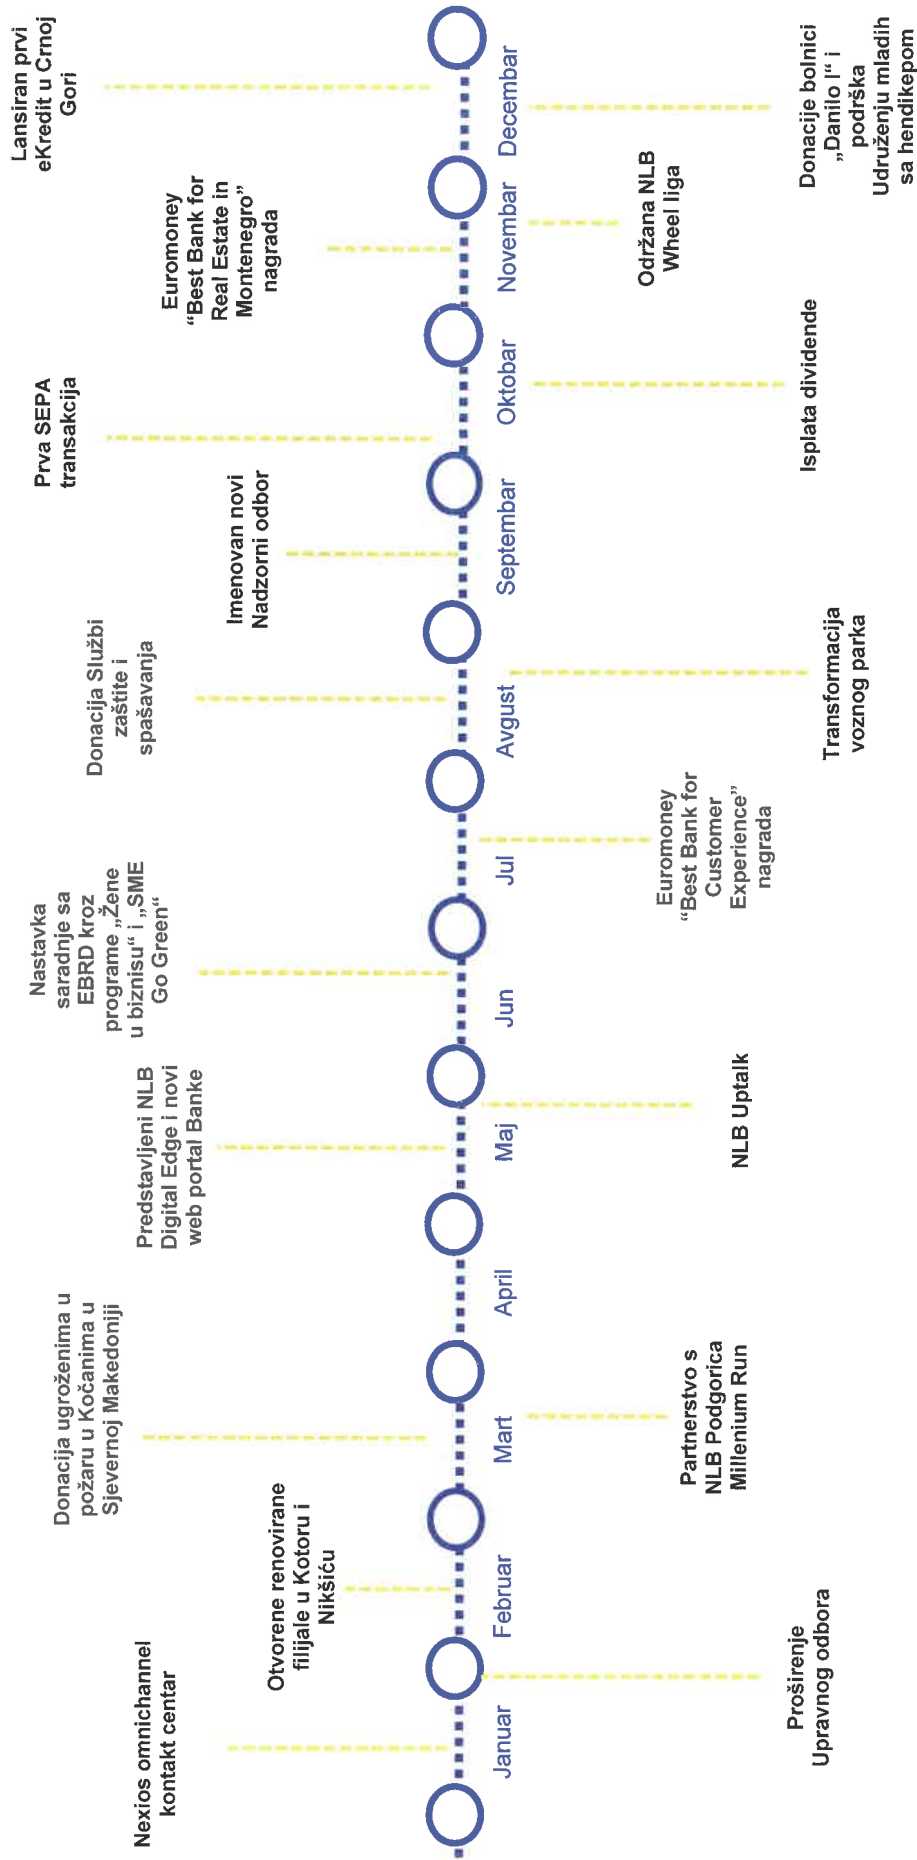 Nexios omnichannel
kontakt centar
Otvorene renovirane
filijale u Kotoru i
Nikšiću
Donacija ugroženima u
požaru u Kočanima u
Sjevernoj Makedoniji
Predstavljeni NLB
Digital Edge i novi
web portal Banke
Nastavka
saradnje sa
EBRD kroz
programe „Žene
u biznisu“ i „SME
Go Green“
Donacija Službi
zaštite i
spašavanja
Imenovan novi
Nadzorni odbor
Prva SEPA
transakcija
Euromoney
“Best Bank for
Real Estate in
Montenegro”
nagrada
Lansiran prvi
eKredit u Crnoj
Gori
Januar
Februar
Mart
April
Maj
Jun
Jul
Avgust
Septembar
Oktobar
Novembar
Decembar
Proširenje
Upravnog odbora
Partnerstvo s
NLB Podgorica
Millenium Run
NLB Uptalk
Euromoney
“Best Bank for
Customer
Experience”
nagrada
Transformacija
voznog parka
Isplata dividende
Održana NLB
Wheel liga
Donacije bolnici
„Danilo I“ i
podrška
Udruženju mladih
sa hendikepom